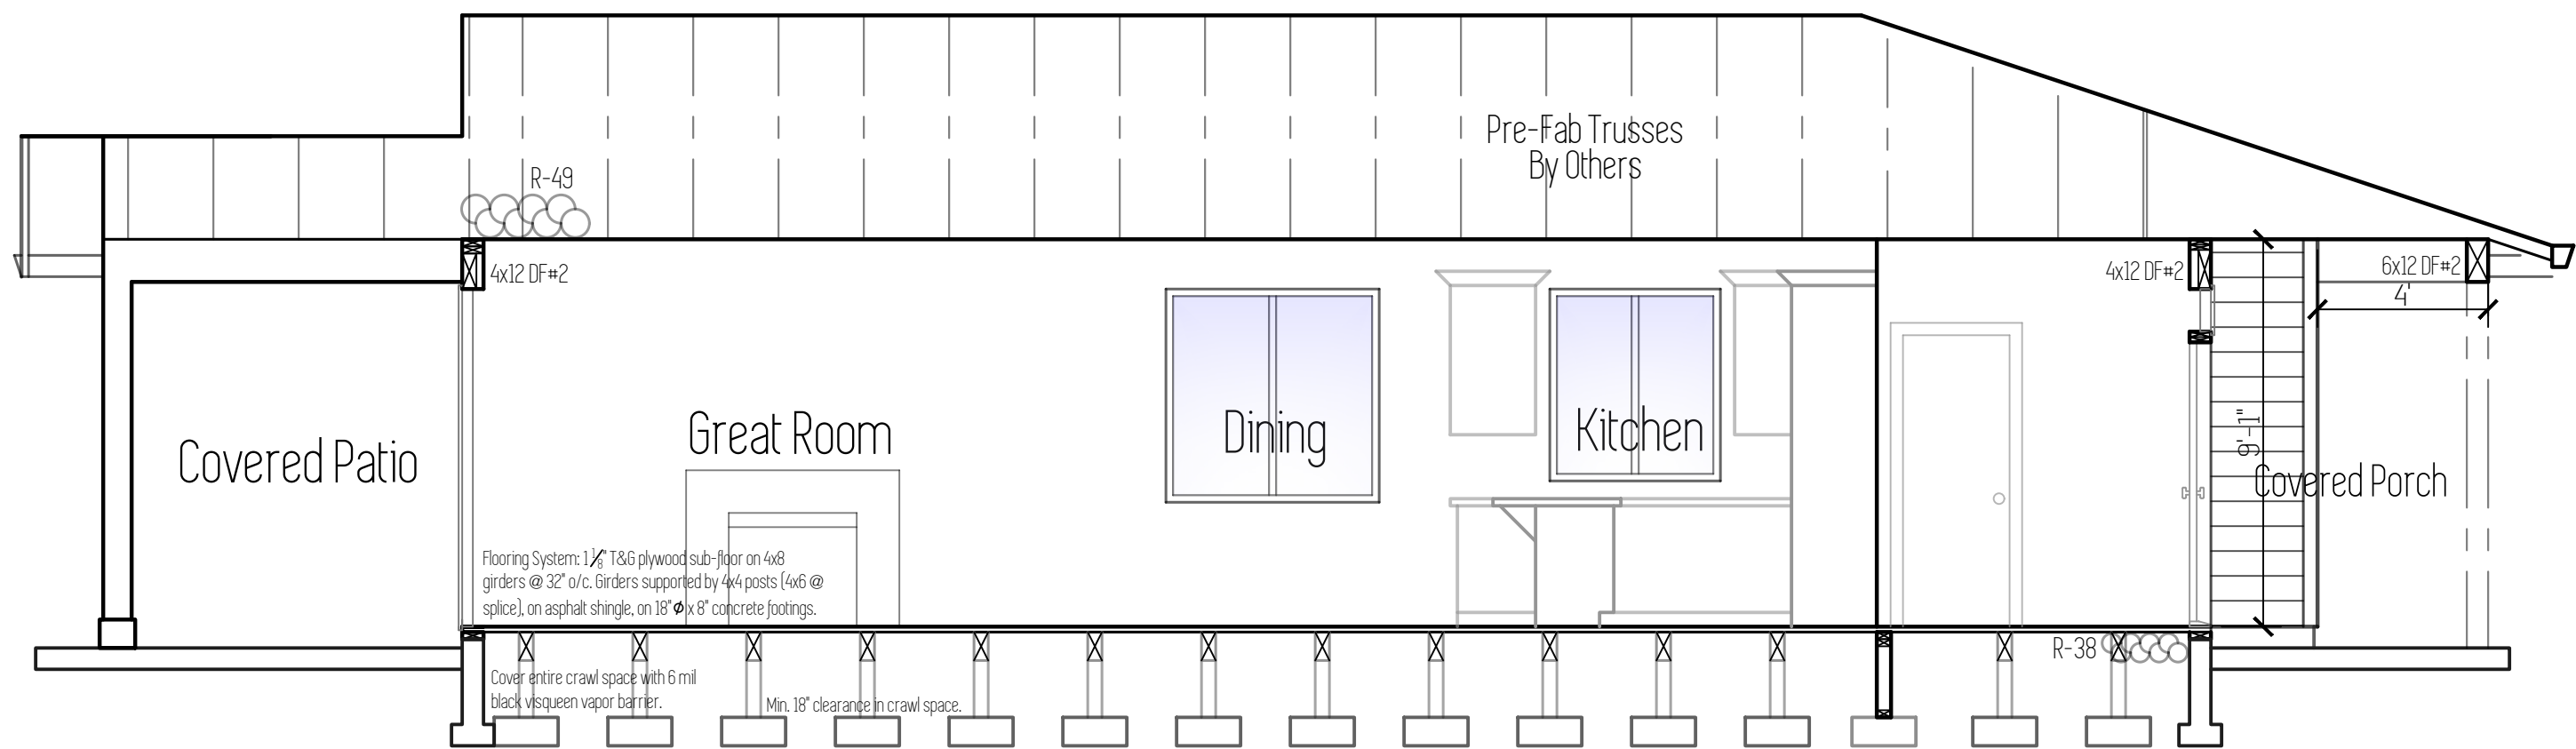 Pre-Fab Trusses
By Others
R-49
4x12 DF#2
4x12 DF#2
6x12 DF#2
4'
9'-1"
Great Room
Dining
Kitchen
Covered Patio
Covered Porch
Flooring System: 1 1/8" T&G plywood sub-floor on 4x8
girders @ 32" o/c. Girders supported by 4x4 posts (4x6 @
splice), on asphalt shingle, on 18"ϕ x 8" concrete footings.
R-38
Cover entire crawl space with 6 mil
black visqueen vapor barrier.
Min. 18" clearance in crawl space.